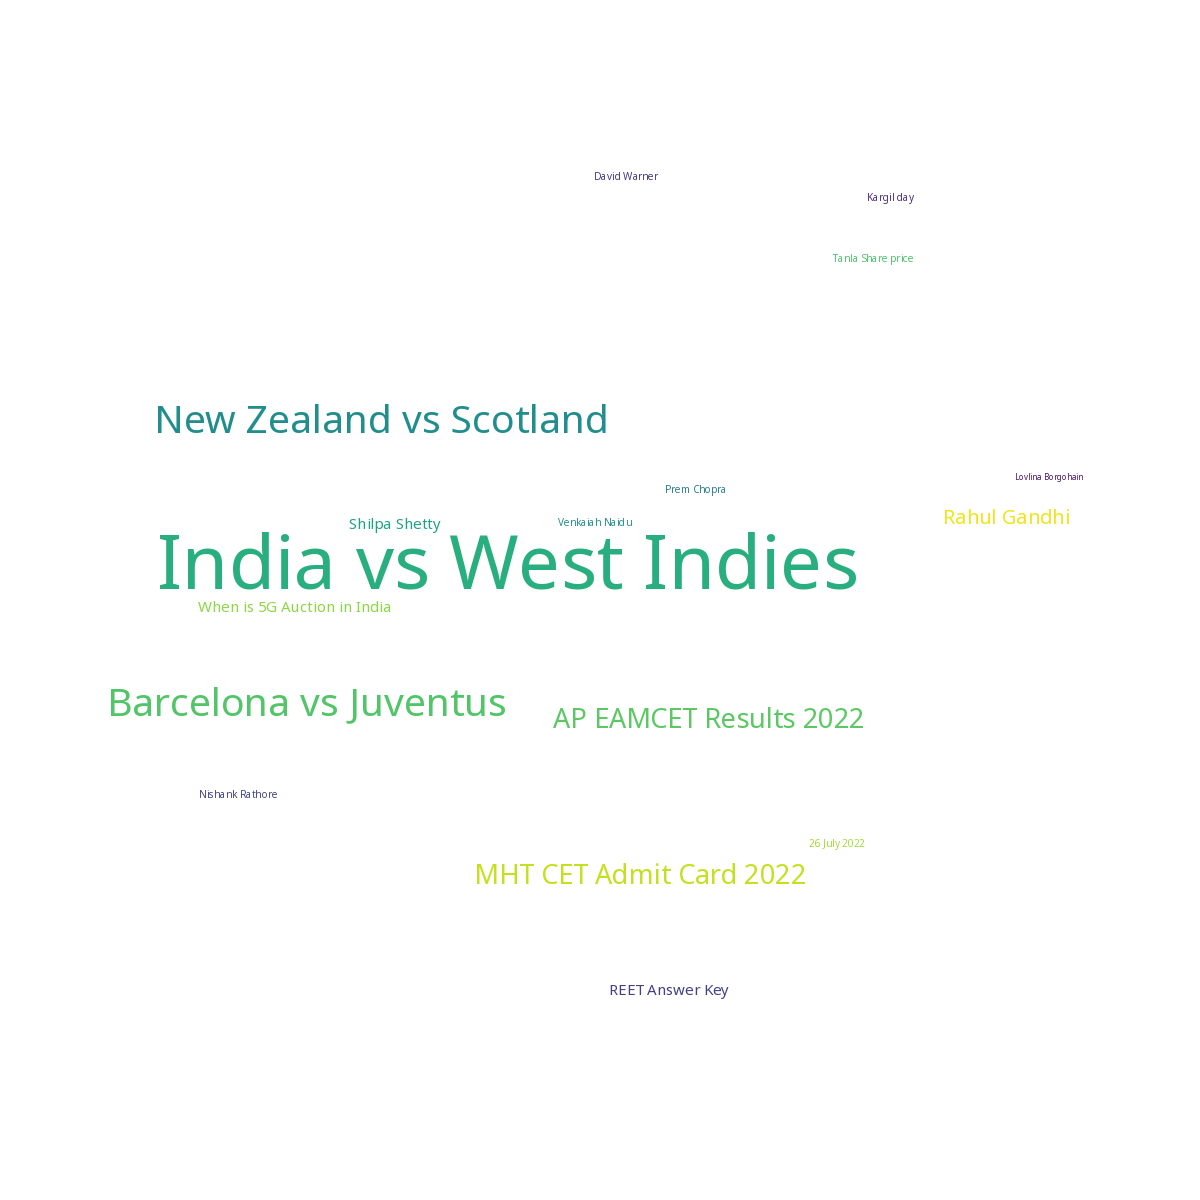 David Warner
Kargil day
Tanla Share price
New Zealand vs Scotland
Lovlina Borgohain
Prem Chopra
Rahul Gandhi
Shilpa Shetty
Venkaiah Naidu
India vs West Indies
When is 5G Auction in India
Barcelona vs Juventus
AP EAMCET Results 2022
Nishank Rathore
26 July 2022
MHT CET Admit Card 2022
REET Answer Key